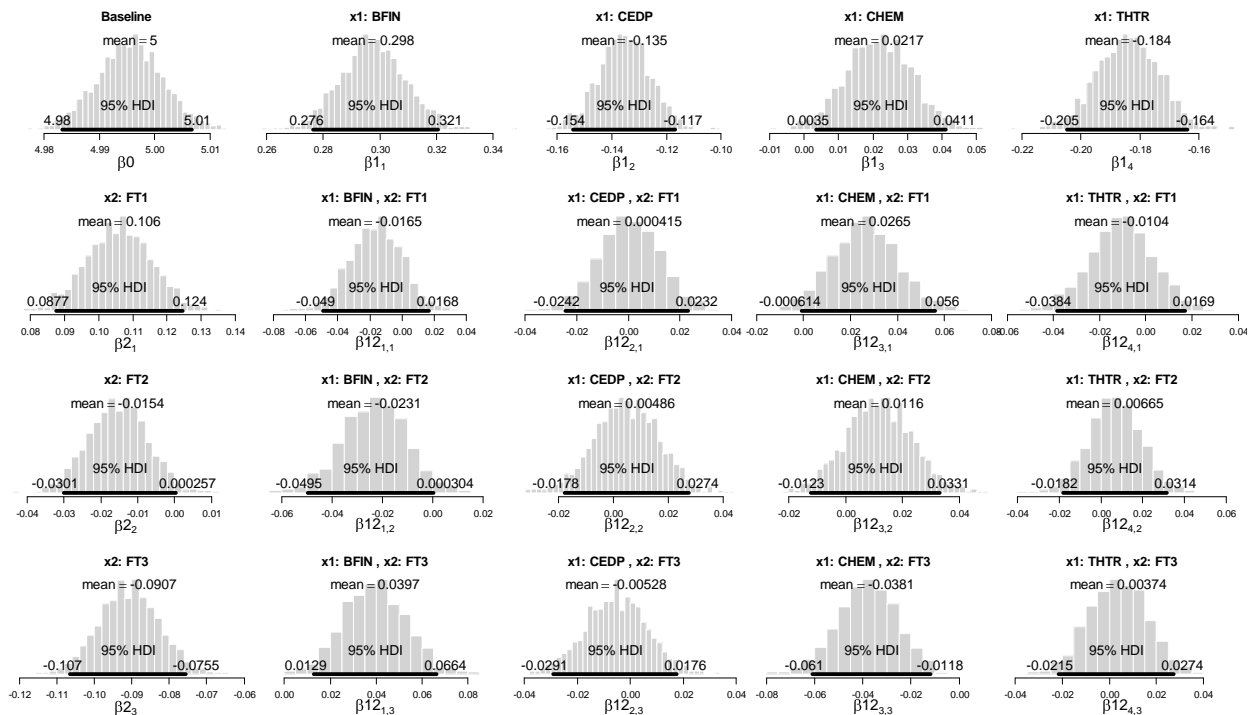 Baseline
mean = 5
95% HDI
4.98 5.01
4.98 4.99 5.00 5.01
β0
x1: BFIN
mean = 0.298
95% HDI
0.276 0.321
0.26 0.28 0.30 0.32 0.34
β1₁
x1: CEDP
mean = -0.135
95% HDI
-0.154 -0.117
-0.16 -0.14 -0.12 -0.10
β1₂
x1: CHEM
mean = 0.0217
95% HDI
0.0035 0.0411
-0.01 0.00 0.01 0.02 0.03 0.04 0.05
β1₃
x1: THTR
mean = -0.184
95% HDI
-0.205 -0.164
-0.22 -0.20 -0.18 -0.16
β1₄
x2: FT1
mean = 0.106
95% HDI
0.0877 0.124
0.08 0.09 0.10 0.11 0.12 0.13 0.14
β2₁
x1: BFIN , x2: FT1
mean = -0.0165
95% HDI
-0.049 0.0168
-0.08 -0.06 -0.04 -0.02 0.00 0.02 0.04
β12₁,₁
x1: CEDP , x2: FT1
mean = 0.000415
95% HDI
-0.0242 0.0232
-0.04 -0.02 0.00 0.02 0.04
β12₂,₁
x1: CHEM , x2: FT1
mean = 0.0265
95% HDI
-0.000614 0.056
-0.02 0.00 0.02 0.04 0.06 0.08
β12₃,₁
x1: THTR , x2: FT1
mean = -0.0104
95% HDI
-0.0384 0.0169
-0.06 -0.04 -0.02 0.00 0.02 0.04
β12₄,₁
x2: FT2
mean = -0.0154
95% HDI
-0.0301 0.000257
-0.04 -0.03 -0.02 -0.01 0.00 0.01
β2₂
x1: BFIN , x2: FT2
mean = -0.0231
95% HDI
-0.0495 0.000304
-0.06 -0.04 -0.02 0.00 0.02
β12₁,₂
x1: CEDP , x2: FT2
mean = 0.00486
95% HDI
-0.0178 0.0274
-0.02 0.00 0.02 0.04
β12₂,₂
x1: CHEM , x2: FT2
mean = 0.0116
95% HDI
-0.0123 0.0331
-0.02 0.00 0.02 0.04
β12₃,₂
x1: THTR , x2: FT2
mean = 0.00665
95% HDI
-0.0182 0.0314
-0.04 -0.02 0.00 0.02 0.04 0.06
β12₄,₂
x2: FT3
mean = -0.0907
95% HDI
-0.107 -0.0755
-0.12 -0.11 -0.10 -0.09 -0.08 -0.07 -0.06
β2₃
x1: BFIN , x2: FT3
mean = 0.0397
95% HDI
0.0129 0.0664
0.00 0.02 0.04 0.06 0.08
β12₁,₃
x1: CEDP , x2: FT3
mean = -0.00528
95% HDI
-0.0291 0.0176
-0.04 -0.02 0.00 0.02 0.04
β12₂,₃
x1: CHEM , x2: FT3
mean = -0.0381
95% HDI
-0.061 -0.0118
-0.08 -0.06 -0.04 -0.02 0.00
β12₃,₃
x1: THTR , x2: FT3
mean = 0.00374
95% HDI
-0.0215 0.0274
-0.04 -0.02 0.00 0.02 0.04
β12₄,₃